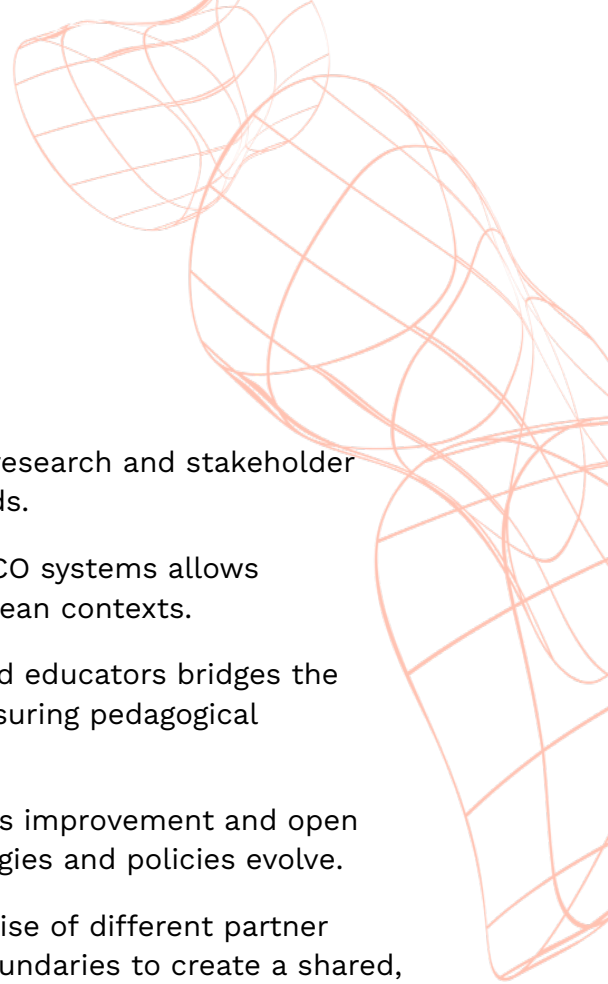 research and stakeholder
ds.
CO systems allows
ean contexts.
d educators bridges the
suring pedagogical
s improvement and open
gies and policies evolve.
ise of different partner
undaries to create a shared,